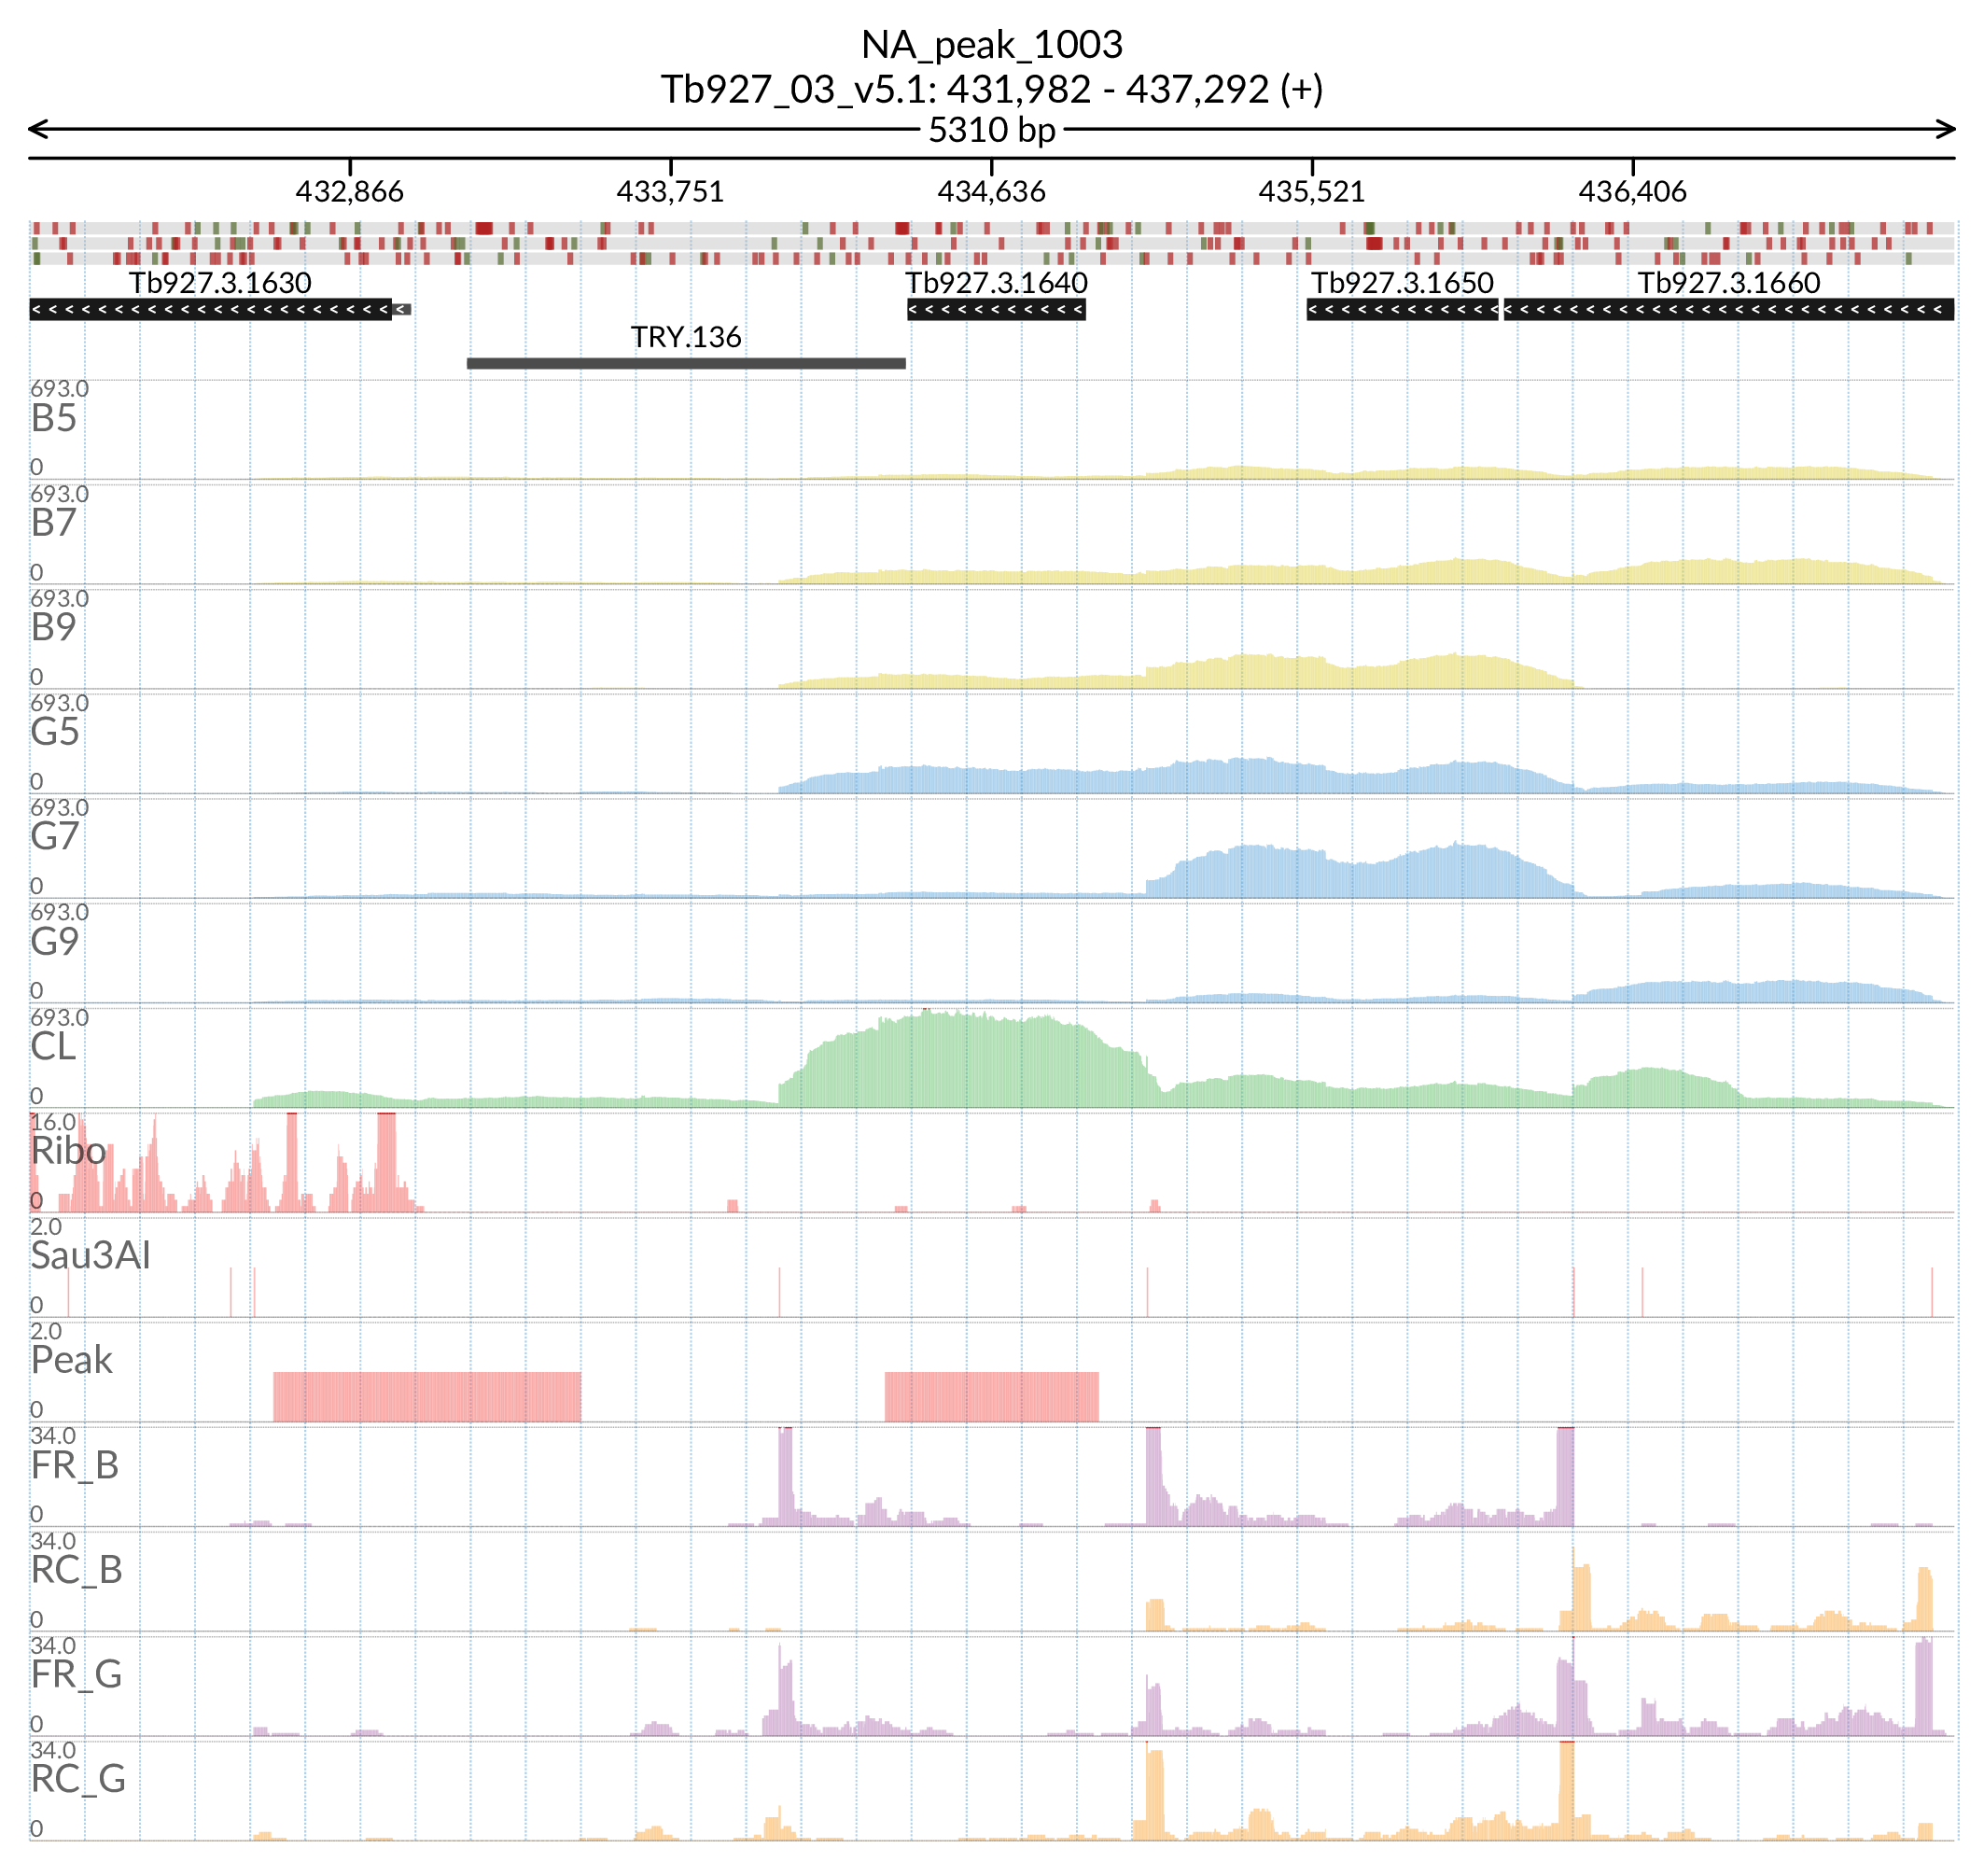 NA_peak_1003
Tb927_03_v5.1: 431,982 - 437,292 (+)
5310 bp
432,866 433,751 434,636 435,521 436,406
Tb927.3.1630 Tb927.3.1640 Tb927.3.1650 Tb927.3.1660
TRY.136
693.0
B5
0
693.0
B7
0
693.0
B9
0
693.0
G5
0
693.0
G7
0
693.0
G9
0
693.0
CL
0
16.0
Ribo
0
2.0
Sau3AI
0
2.0
Peak
0
34.0
FR_B
0
34.0
RC_B
0
34.0
FR_G
0
34.0
RC_G
0